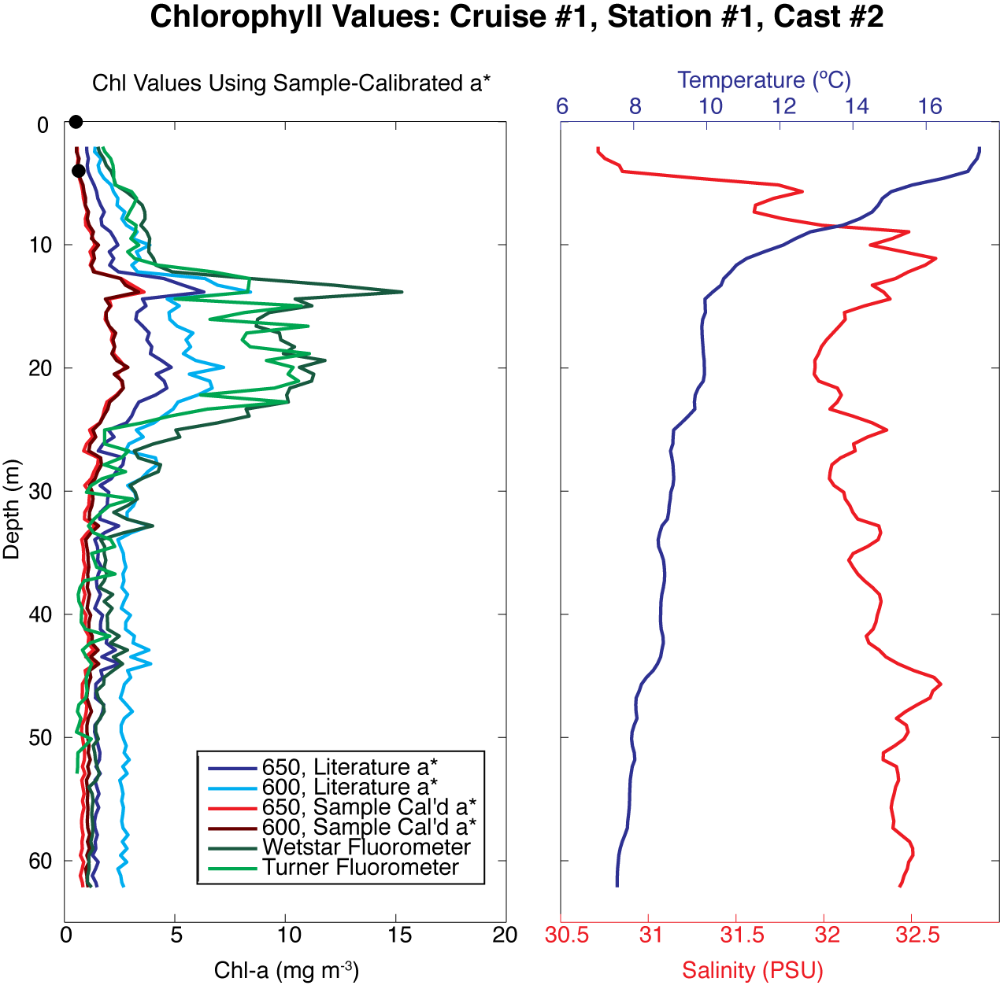 Chlorophyll Values: Cruise #1, Station #1, Cast #2
Chl Values Using Sample-Calibrated a*
0
10
20
30
40
50
60
Depth (m)
650, Literature a*
600, Literature a*
650, Sample Cal'd a*
600, Sample Cal'd a*
Wetstar Fluorometer
Turner Fluorometer
0 5 10 15 20
Chl-a (mg m⁻³)
Temperature (ºC)
6 8 10 12 14 16
30.5 31 31.5 32 32.5
Salinity (PSU)